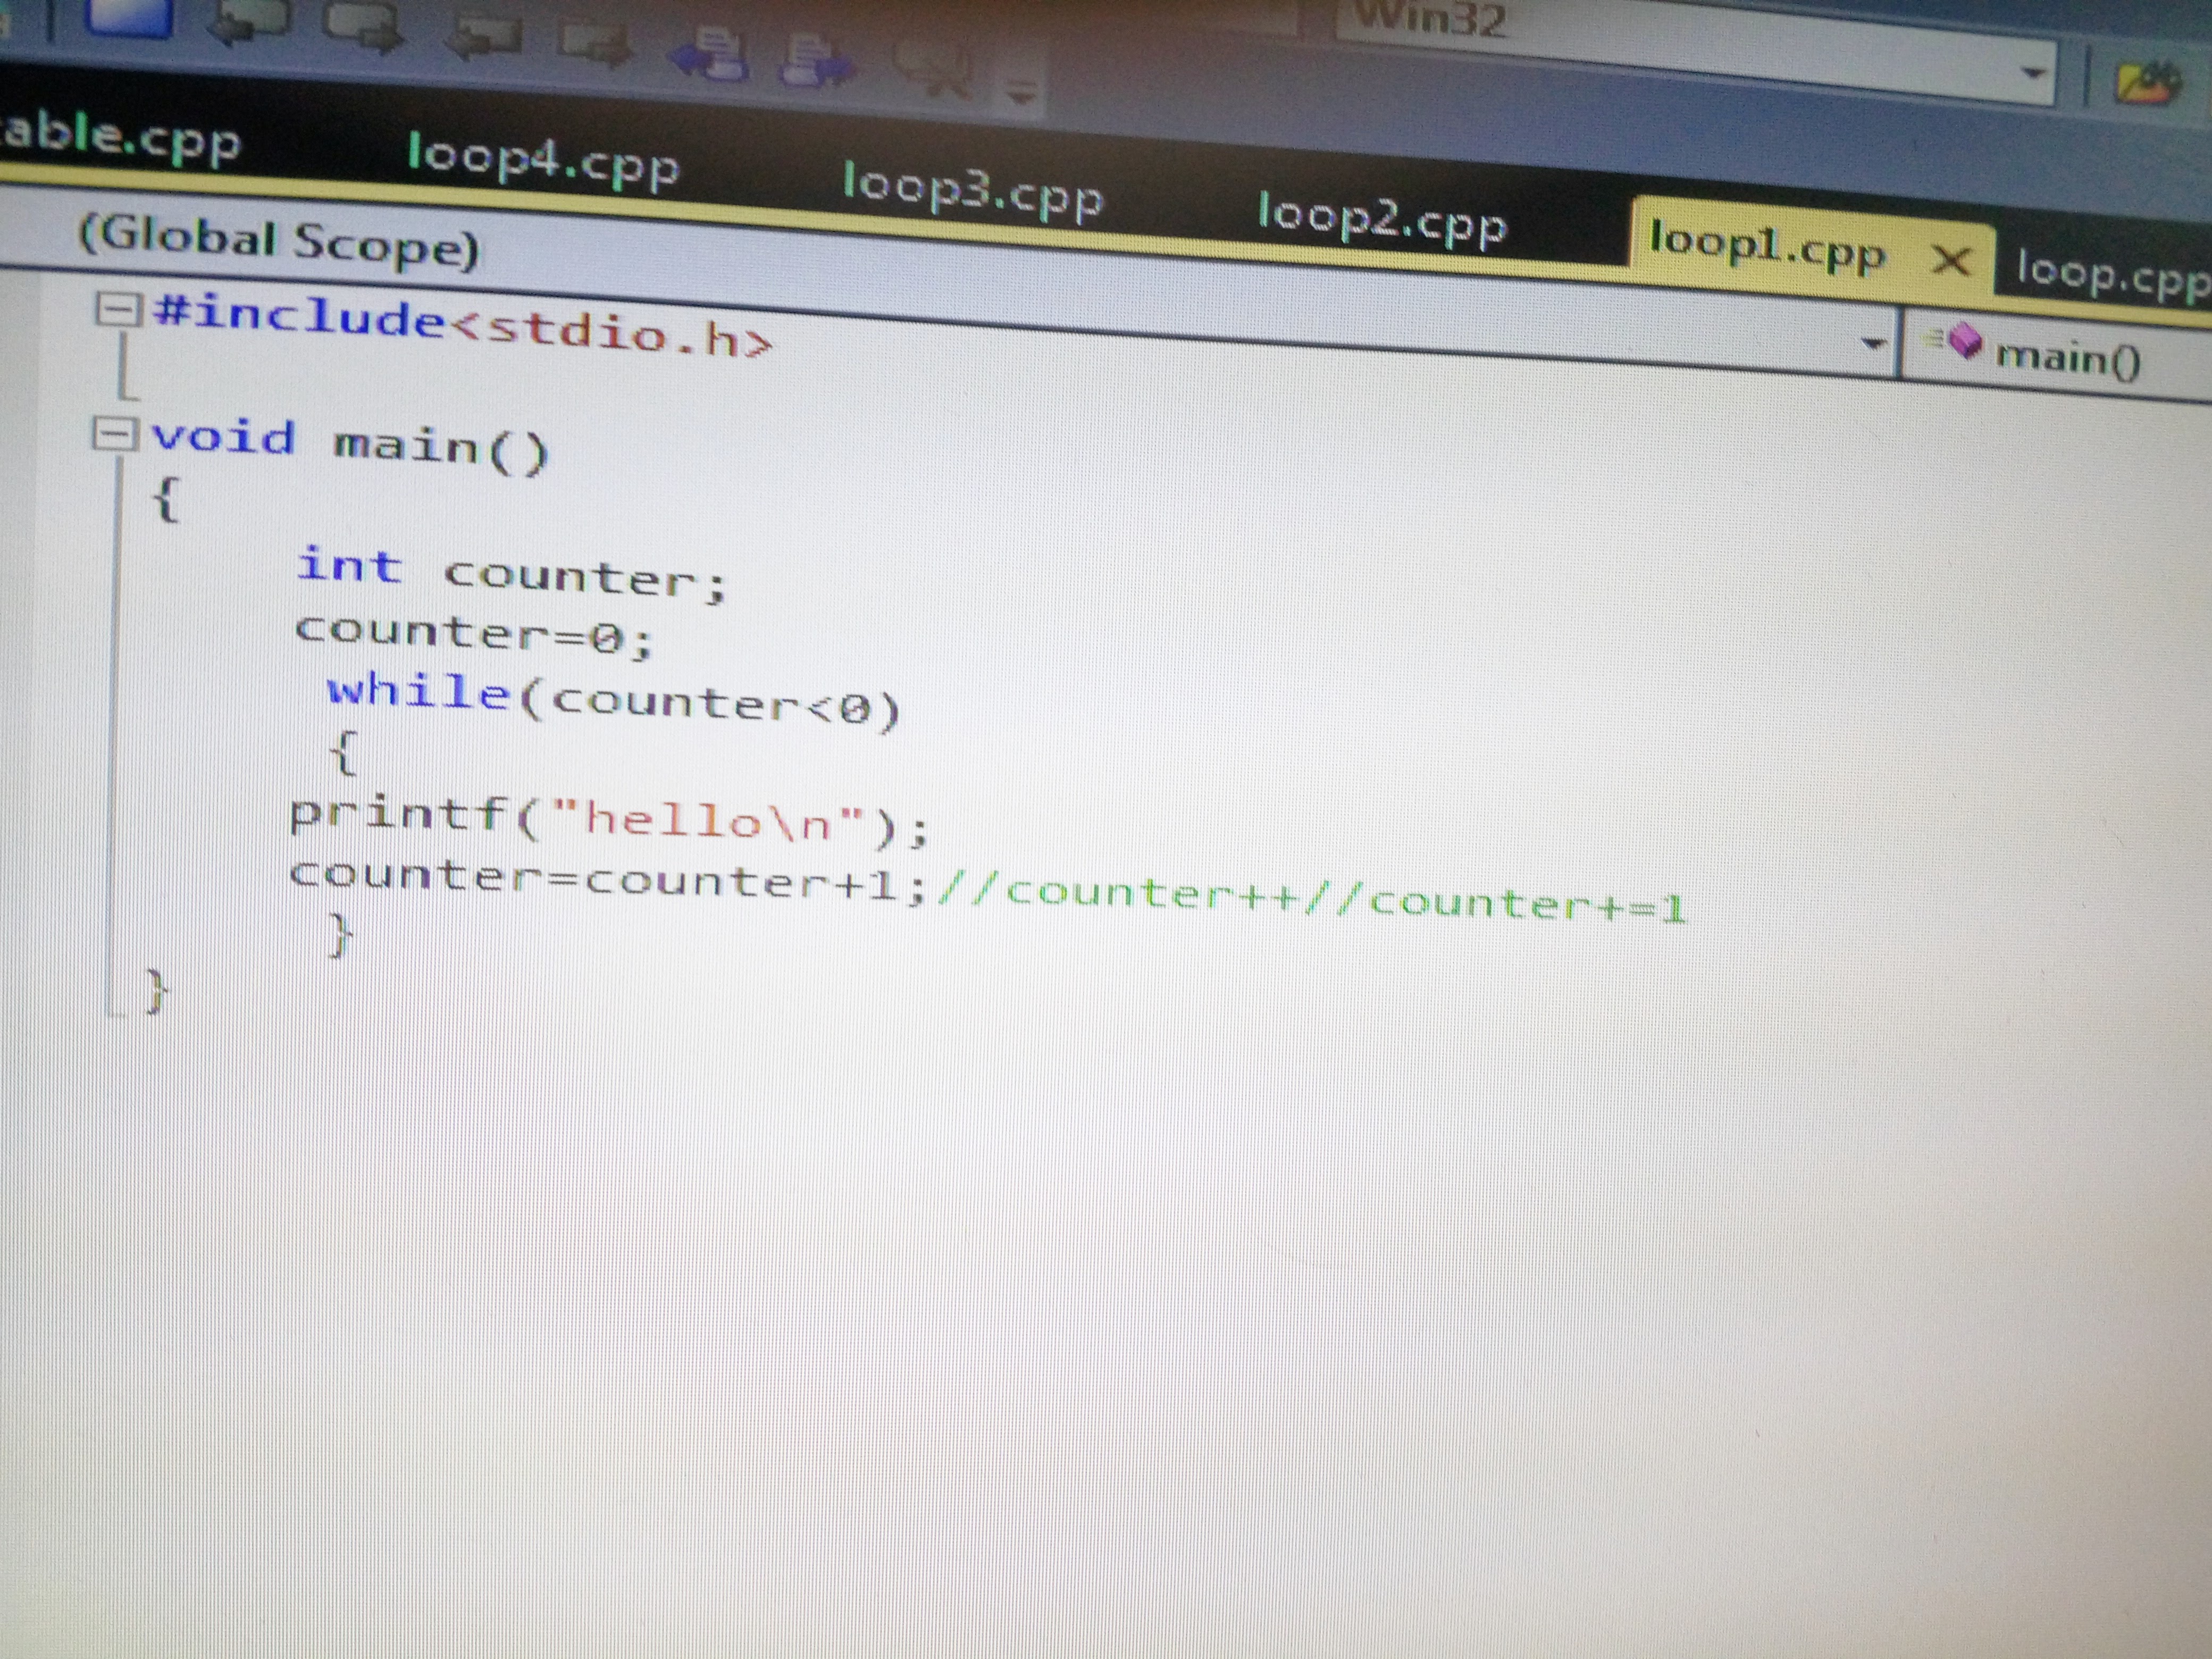 Win32
able.cpp loop4.cpp loop3.cpp loop2.cpp loop1.cpp loop.cpp
(Global Scope) main()
#include<stdio.h>
void main()
{
int counter;
counter=0;
while(counter<0)
{
printf("hello\n");
counter=counter+1;//counter++//counter+=1
}
}